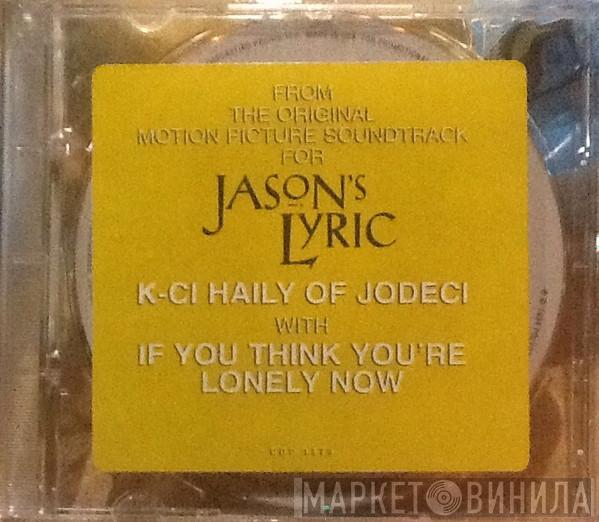 FROM
THE ORIGINAL
MOTION PICTURE SOUNDTRACK
FOR
JASON'S
LYRIC
K-CI HAILY OF JODECI
WITH
IF YOU THINK YOU'RE
LONELY NOW
МАРКЕТ ВИНИЛА